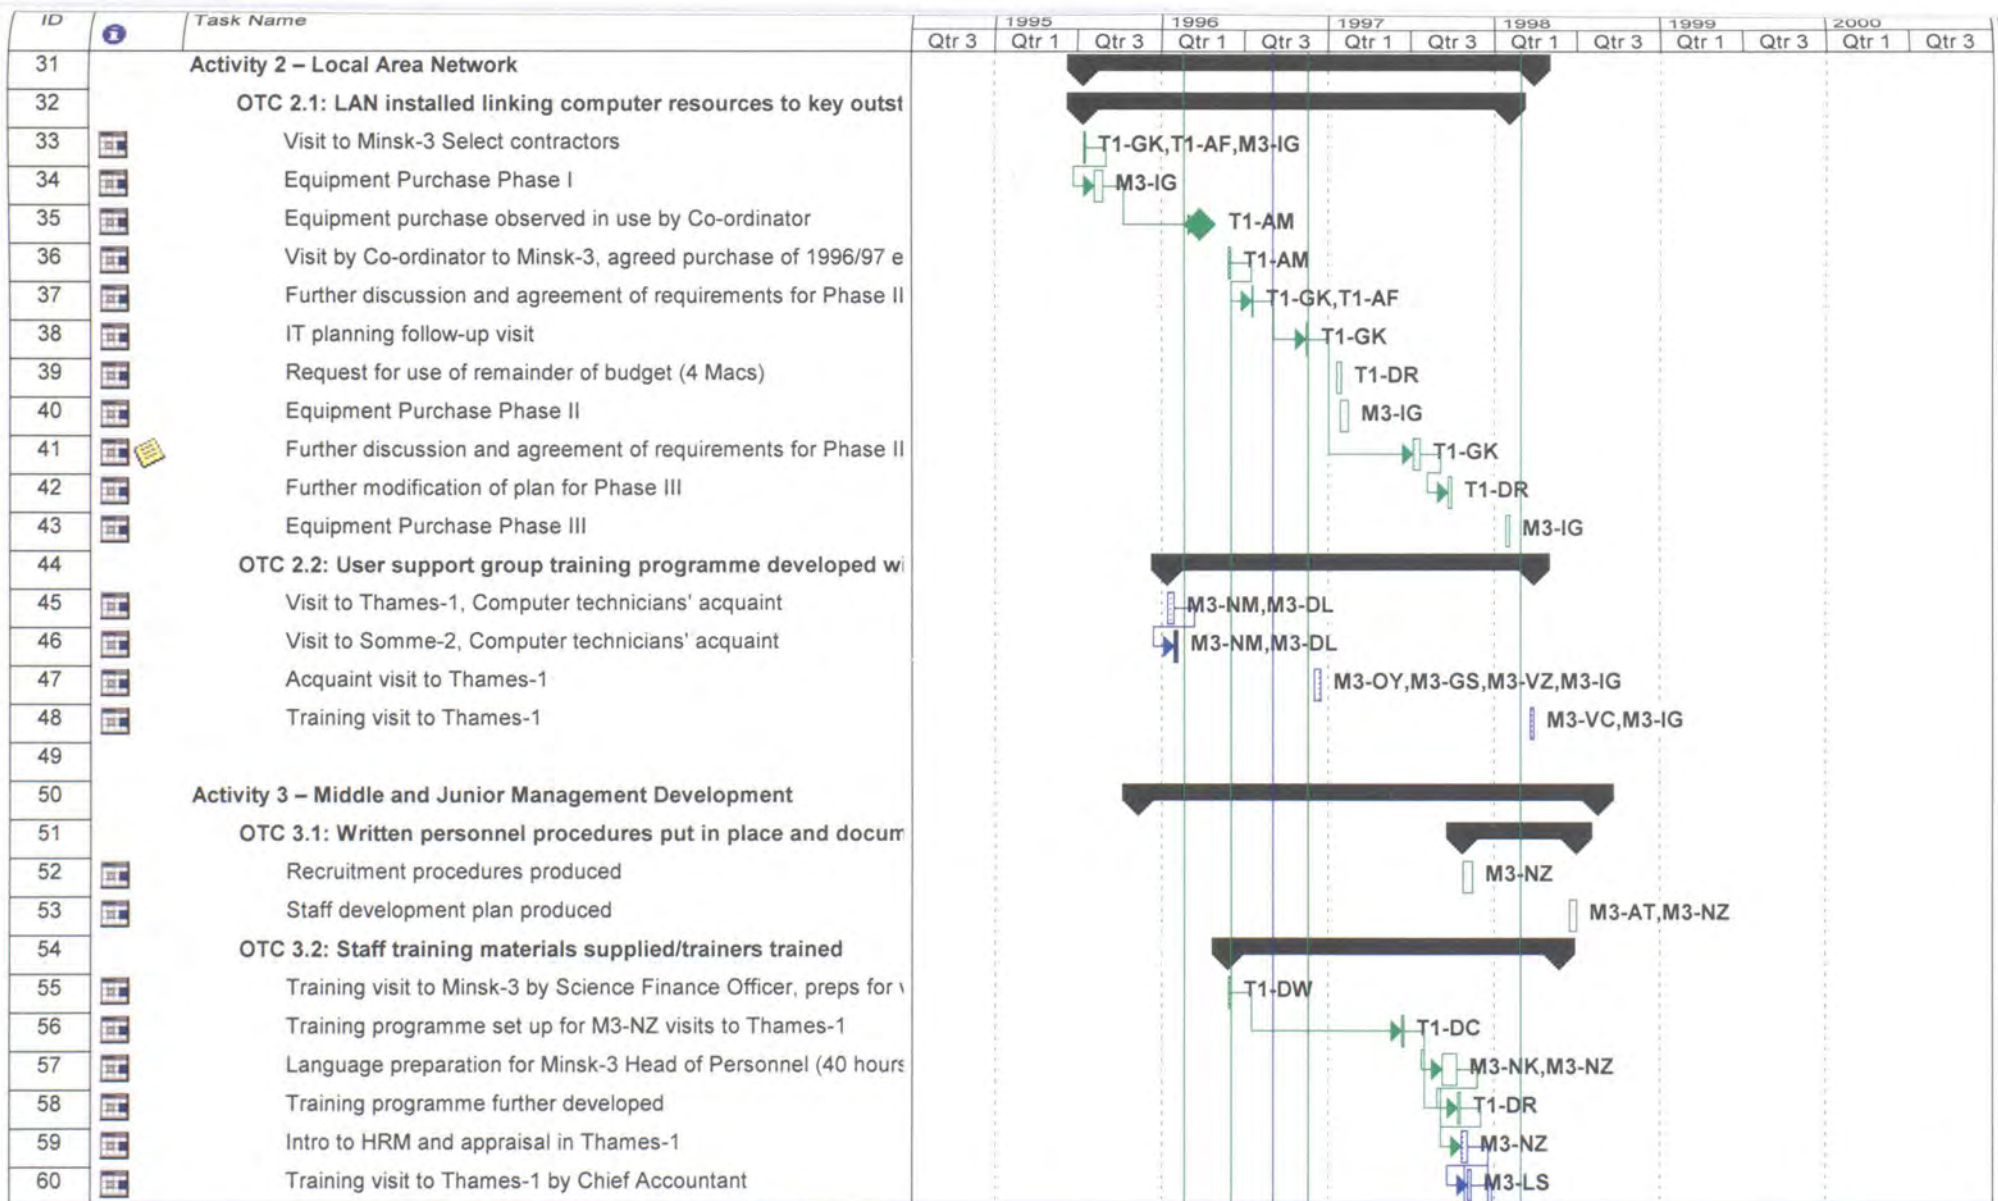 ID Task Name 1995 1996 1997 1998 1999 2000
Qtr 3 Qtr 1 Qtr 3 Qtr 1 Qtr 3 Qtr 1 Qtr 3 Qtr 1 Qtr 3 Qtr 1 Qtr 3 Qtr 1 Qtr 3
31 Activity 2 – Local Area Network
32 OTC 2.1: LAN installed linking computer resources to key outst
33 Visit to Minsk-3 Select contractors T1-GK,T1-AF,M3-IG
34 Equipment Purchase Phase I M3-IG
35 Equipment purchase observed in use by Co-ordinator T1-AM
36 Visit by Co-ordinator to Minsk-3, agreed purchase of 1996/97 e T1-AM
37 Further discussion and agreement of requirements for Phase II T1-GK,T1-AF
38 IT planning follow-up visit T1-GK
39 Request for use of remainder of budget (4 Macs) T1-DR
40 Equipment Purchase Phase II M3-IG
41 Further discussion and agreement of requirements for Phase II T1-GK
42 Further modification of plan for Phase III T1-DR
43 Equipment Purchase Phase III M3-IG
44 OTC 2.2: User support group training programme developed wi
45 Visit to Thames-1, Computer technicians' acquaint M3-NM,M3-DL
46 Visit to Somme-2, Computer technicians' acquaint M3-NM,M3-DL
47 Acquaint visit to Thames-1 M3-OY,M3-GS,M3-VZ,M3-IG
48 Training visit to Thames-1 M3-VC,M3-IG
49
50 Activity 3 – Middle and Junior Management Development
51 OTC 3.1: Written personnel procedures put in place and docum
52 Recruitment procedures produced M3-NZ
53 Staff development plan produced M3-AT,M3-NZ
54 OTC 3.2: Staff training materials supplied/trainers trained
55 Training visit to Minsk-3 by Science Finance Officer, preps for T1-DW
56 Training programme set up for M3-NZ visits to Thames-1 T1-DC
57 Language preparation for Minsk-3 Head of Personnel (40 hours M3-NK,M3-NZ
58 Training programme further developed T1-DR
59 Intro to HRM and appraisal in Thames-1 M3-NZ
60 Training visit to Thames-1 by Chief Accountant M3-LS